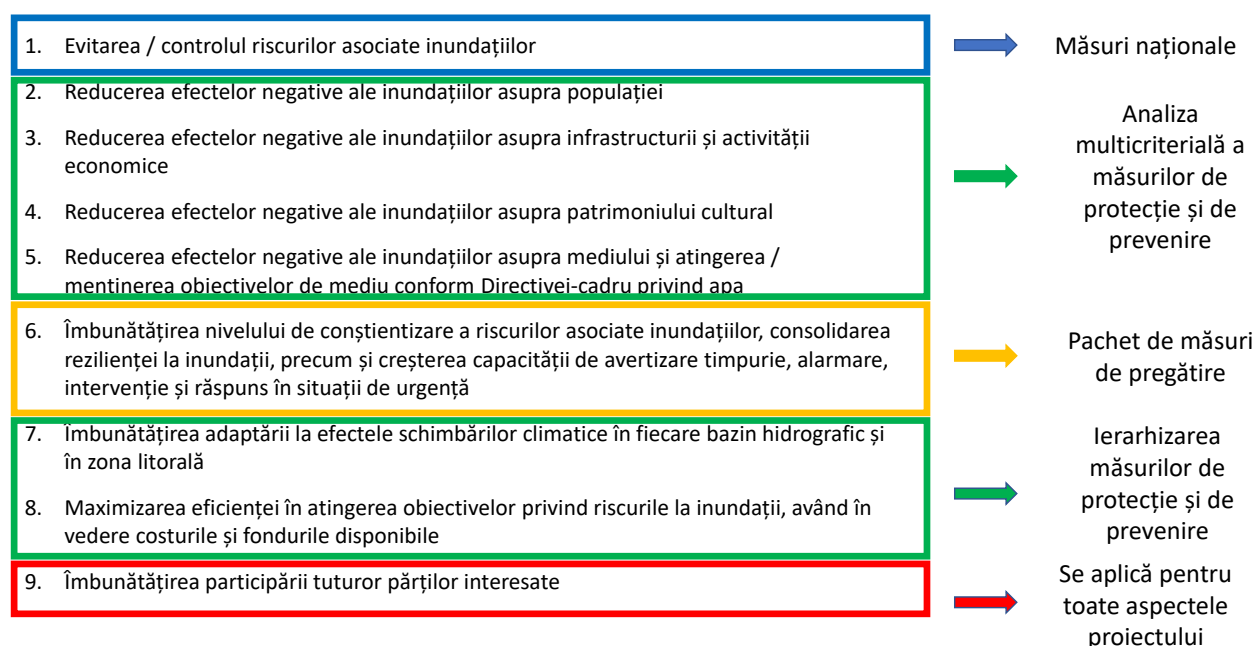 1. Evitarea / controlul riscurilor asociate inundațiilor
Măsuri naționale
2. Reducerea efectelor negative ale inundațiilor asupra populației
3. Reducerea efectelor negative ale inundațiilor asupra infrastructurii și activității
economice
4. Reducerea efectelor negative ale inundațiilor asupra patrimoniului cultural
5. Reducerea efectelor negative ale inundațiilor asupra mediului și atingerea /
menținerea obiectivelor de mediu conform Directivei-cadru privind apa
Analiza
multicriterială a
măsurilor de
protecție și de
prevenire
6. Îmbunătățirea nivelului de conștientizare a riscurilor asociate inundațiilor, consolidarea
rezilienței la inundații, precum și creșterea capacității de avertizare timpurie, alarmare,
intervenție și răspuns în situații de urgență
Pachet de măsuri
de pregătire
7. Îmbunătățirea adaptării la efectele schimbărilor climatice în fiecare bazin hidrografic și
în zona litorală
8. Maximizarea eficienței în atingerea obiectivelor privind riscurile la inundații, având în
vedere costurile și fondurile disponibile
Ierarhizarea
măsurilor de
protecție și de
prevenire
9. Îmbunătățirea participării tuturor părților interesate
Se aplică pentru
toate aspectele
proiectului